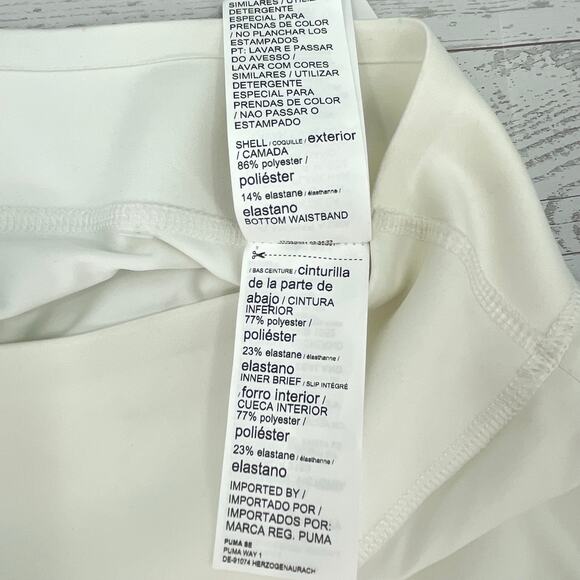 SIMILARES / UTILIZAR
DETERGENTE
ESPECIAL PARA
PRENDAS DE COLOR
/ NO PLANCHAR LOS
ESTAMPADOS
PT: LAVAR E PASSAR
DO AVESSO /
LAVAR COM CORES
SIMILARES / UTILIZAR
DETERGENTE
ESPECIAL PARA
PRENDAS DE COLOR
/ NAO PASSAR O
ESTAMPADO
SHELL / COQUILLE / exterior
/ CAMADA
86% polyester /
poliéster
14% elastane / élasthanne /
elastano
BOTTOM WAISTBAND
/ BAS CEINTURE / cinturilla
de la parte de
abajo / CINTURA
INFERIOR
77% polyester /
poliéster
23% elastane / élasthanne /
elastano
INNER BRIEF / SLIP INTÉGRÉ
/ forro interior /
CUECA INTERIOR
77% polyester /
poliéster
23% elastane / élasthanne /
elastano
IMPORTED BY /
IMPORTADO POR /
IMPORTADOS POR:
MARCA REG. PUMA
PUMA SE
PUMA WAY 1
DE-91074 HERZOGENAURACH